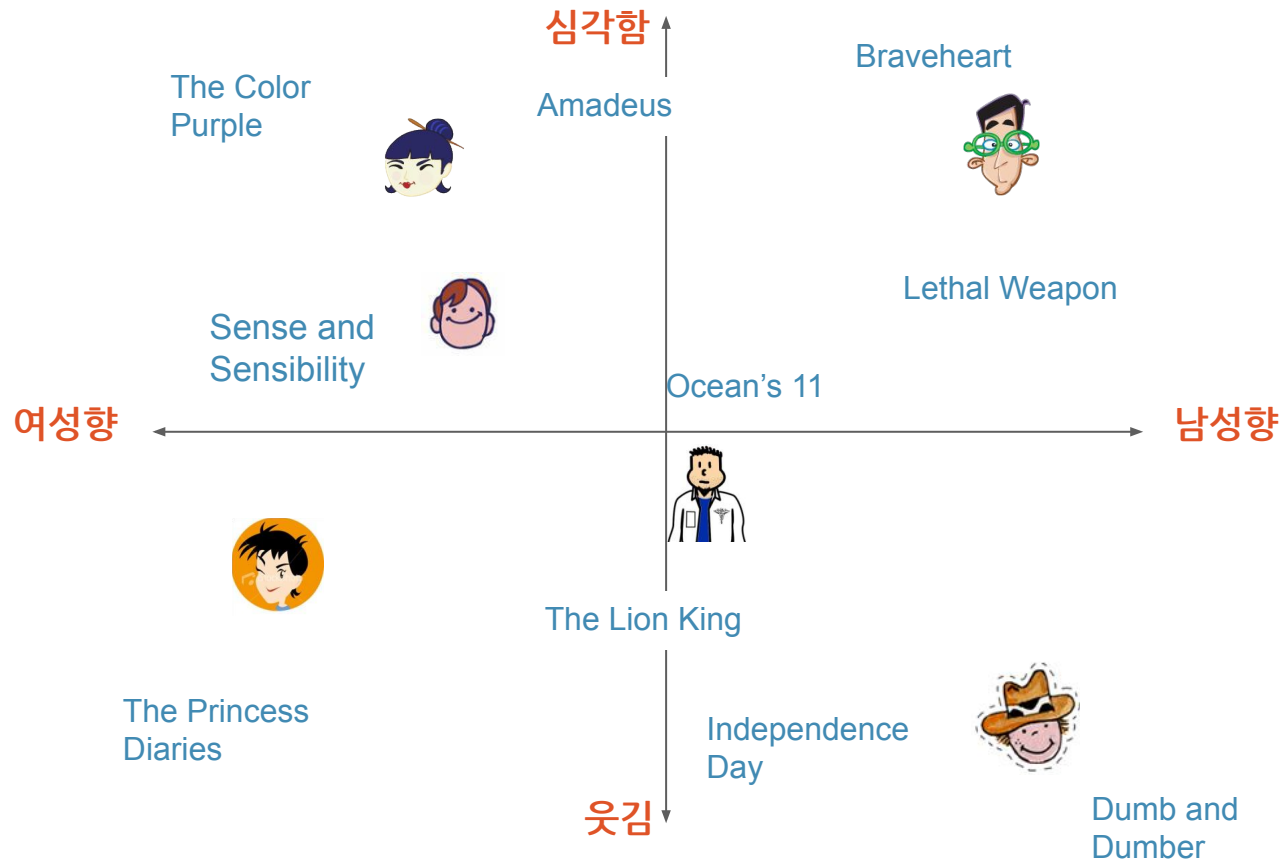 심각함
Braveheart
The Color
Purple
Amadeus
Lethal Weapon
Sense and
Sensibility
Ocean’s 11
여성향
남성향
The Lion King
The Princess
Diaries
Independence
Day
웃김
Dumb and
Dumber